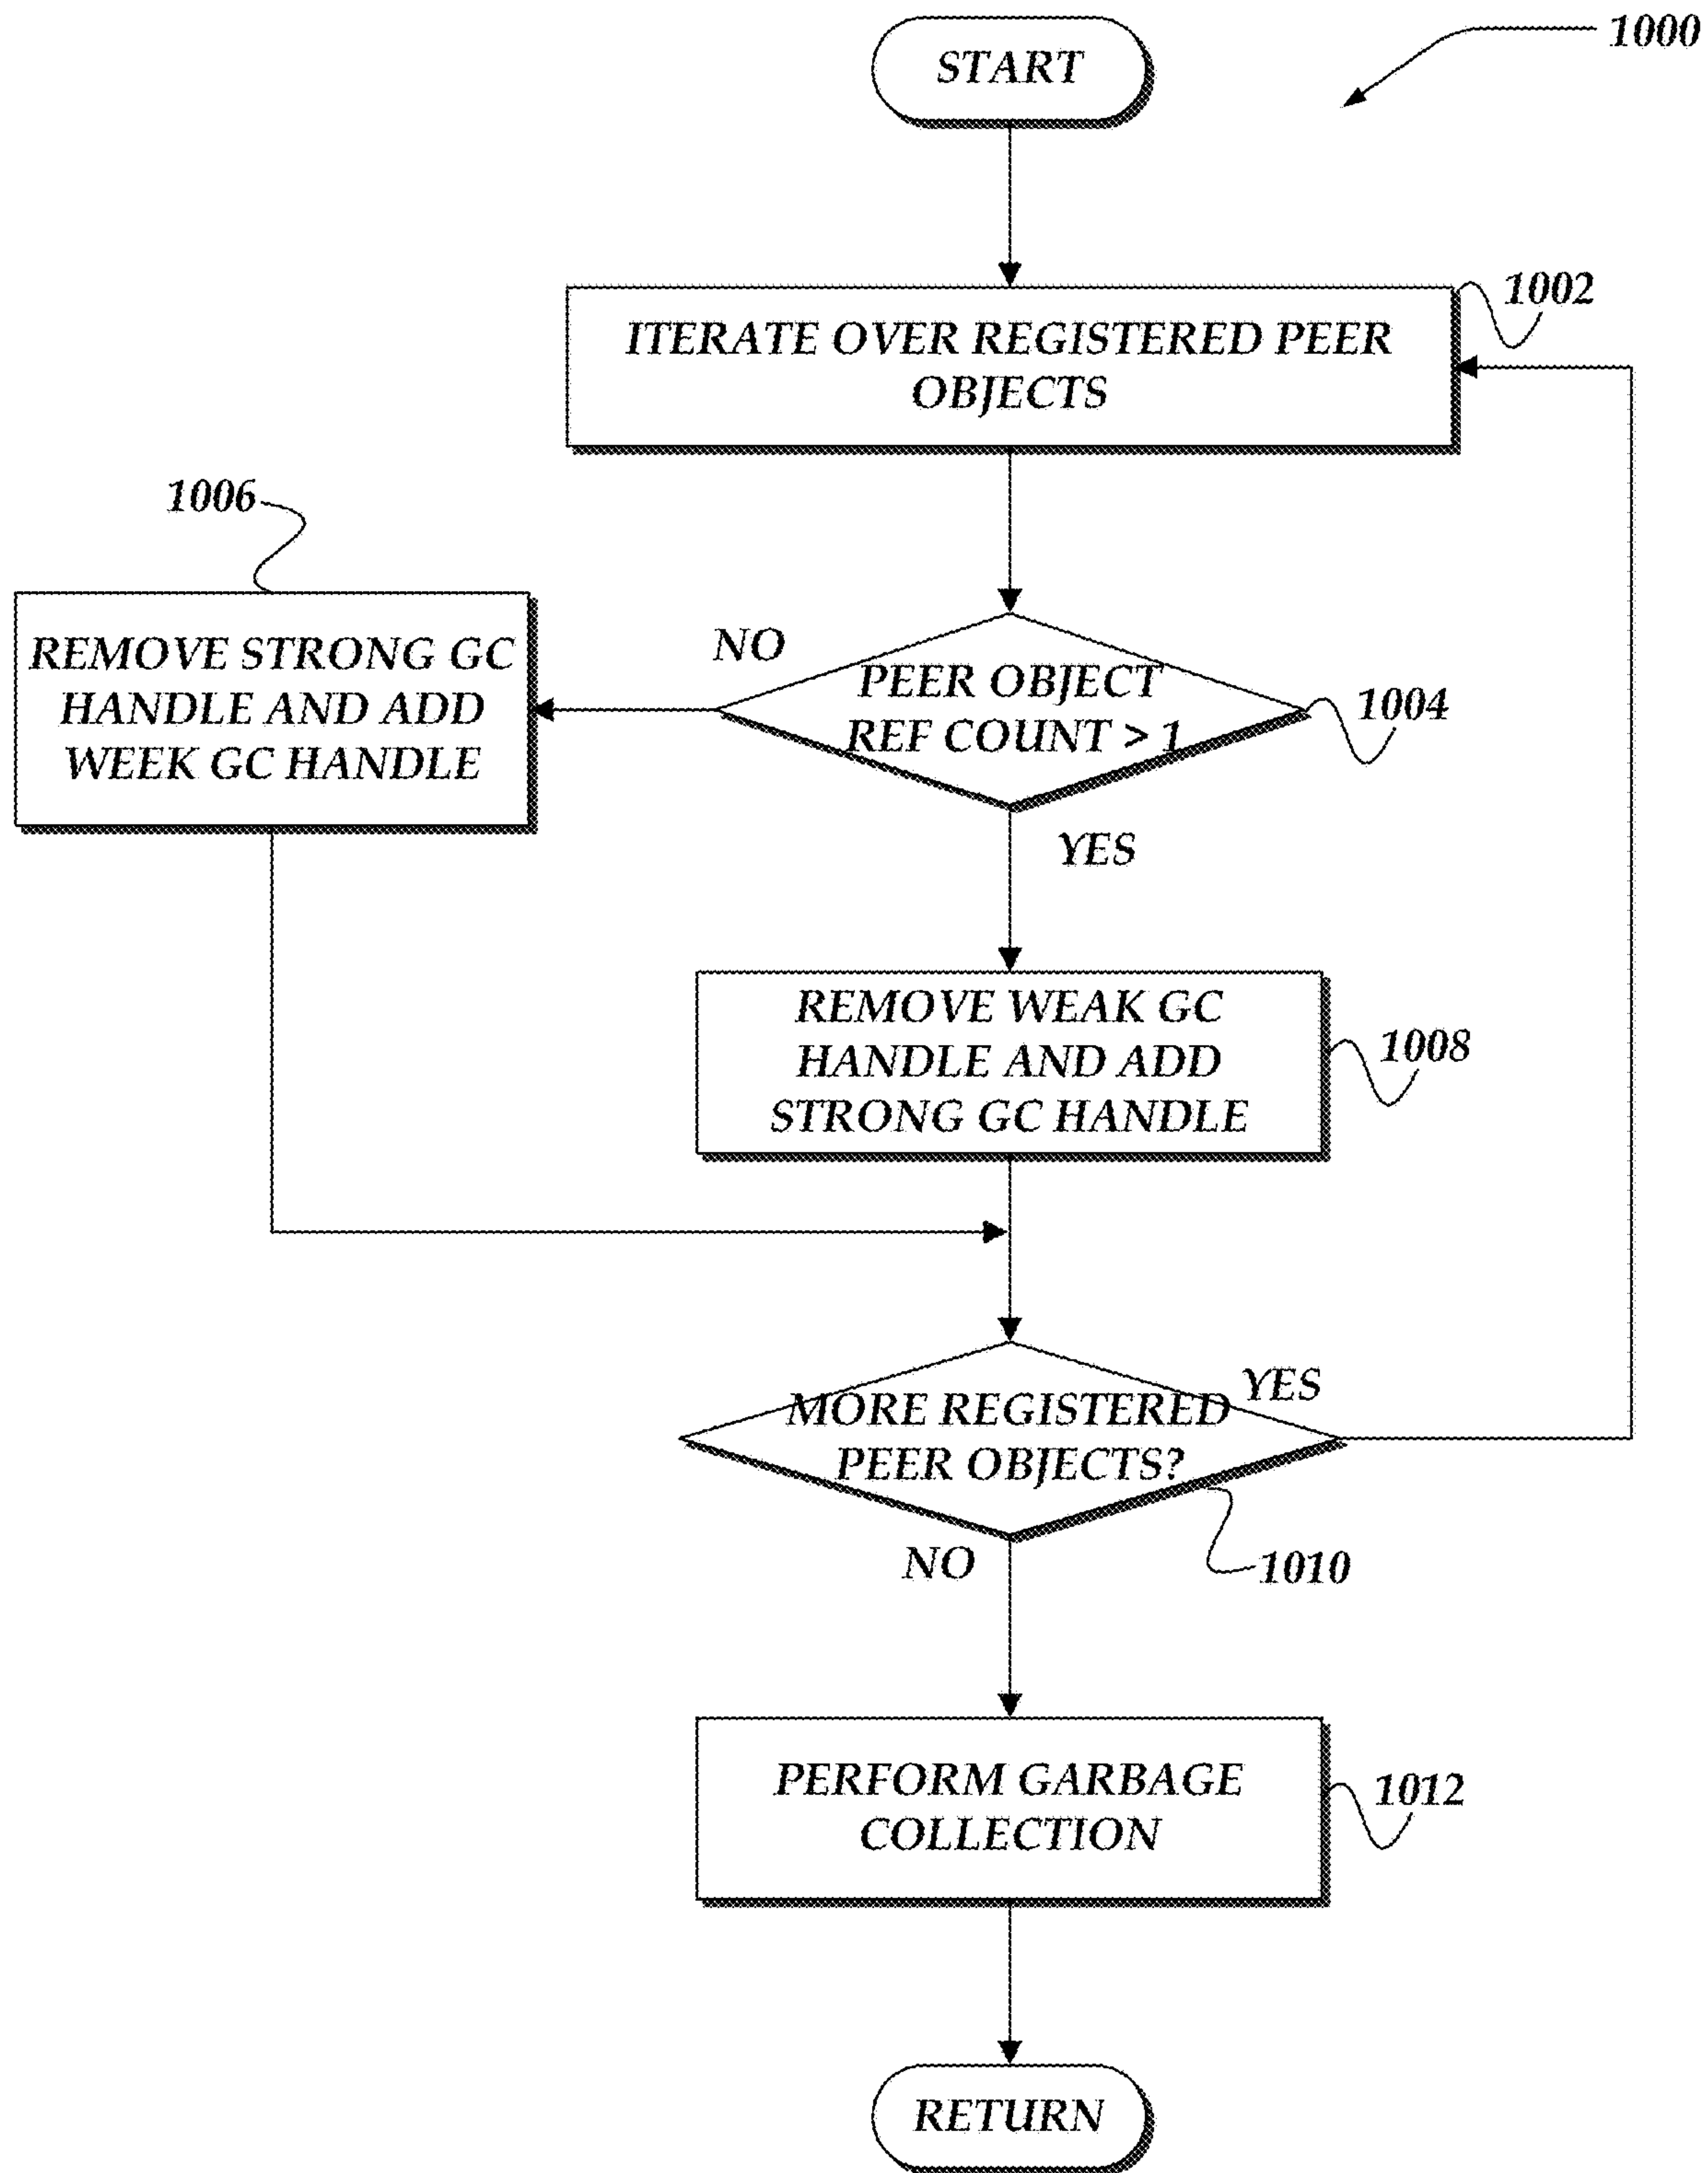 1000
START
1002
ITERATE OVER REGISTERED PEER
OBJECTS
1006
REMOVE STRONG GC
HANDLE AND ADD
WEEK GC HANDLE
NO
PEER OBJECT
REF COUNT > 1
1004
YES
REMOVE WEAK GC
HANDLE AND ADD
STRONG GC HANDLE
1008
MORE REGISTERED
PEER OBJECTS?
YES
NO
1010
PERFORM GARBAGE
COLLECTION
1012
RETURN